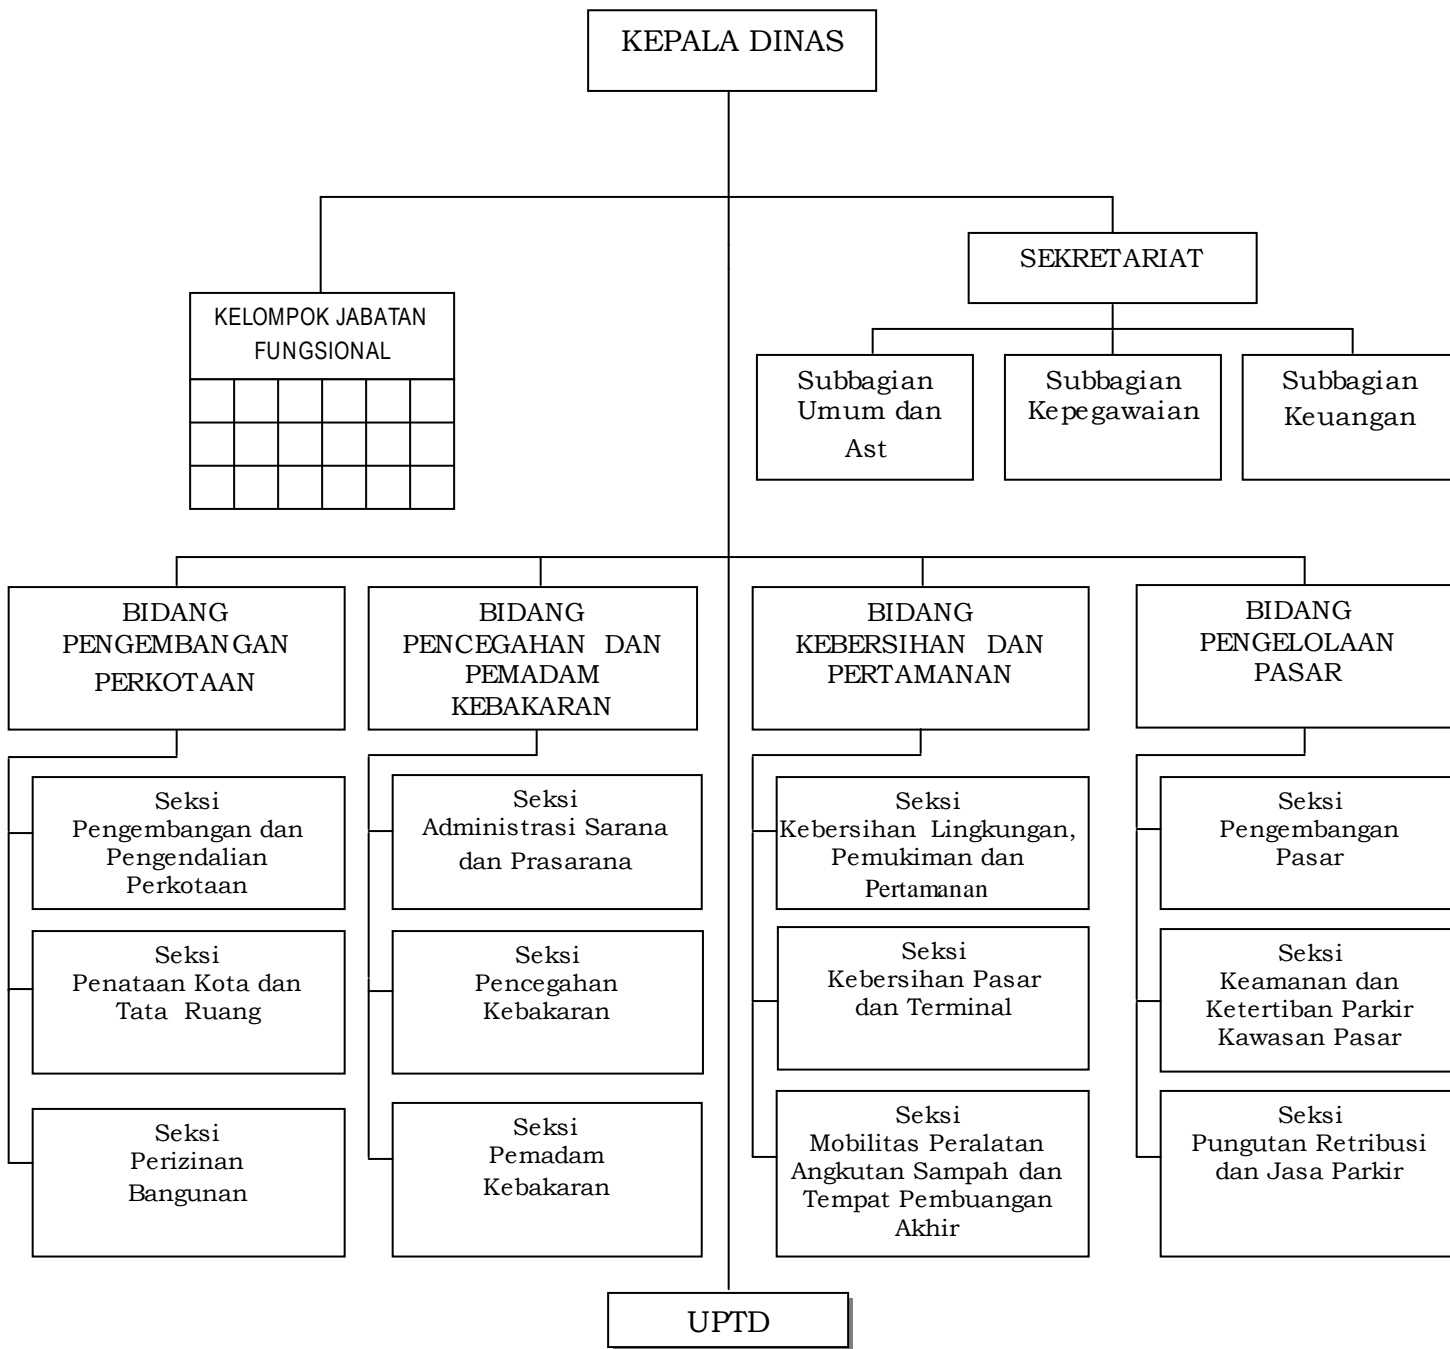 KEPALA DINAS
SEKRETARIAT
KELOMPOK JABATAN
FUNGSIONAL
Subbagian
Umum dan
Ast
Subbagian
Kepegawaian
Subbagian
Keuangan
BIDANG
PENGEMBANGAN
PERKOTAAN
BIDANG
PENCEGAHAN DAN
PEMADAM
KEBAKARAN
BIDANG
KEBERSIHAN DAN
PERTAMANAN
BIDANG
PENGELOLAAN
PASAR
Seksi
Pengembangan dan
Pengendalian
Perkotaan
Seksi
Administrasi Sarana
dan Prasarana
Seksi
Kebersihan Lingkungan,
Pemukiman dan
Pertamanan
Seksi
Pengembangan
Pasar
Seksi
Penataan Kota dan
Tata Ruang
Seksi
Pencegahan
Kebakaran
Seksi
Kebersihan Pasar
dan Terminal
Seksi
Keamanan dan
Ketertiban Parkir
Kawasan Pasar
Seksi
Perizinan
Bangunan
Seksi
Pemadam
Kebakaran
Seksi
Mobilitas Peralatan
Angkutan Sampah dan
Tempat Pembuangan
Akhir
Seksi
Pungutan Retribusi
dan Jasa Parkir
UPTD